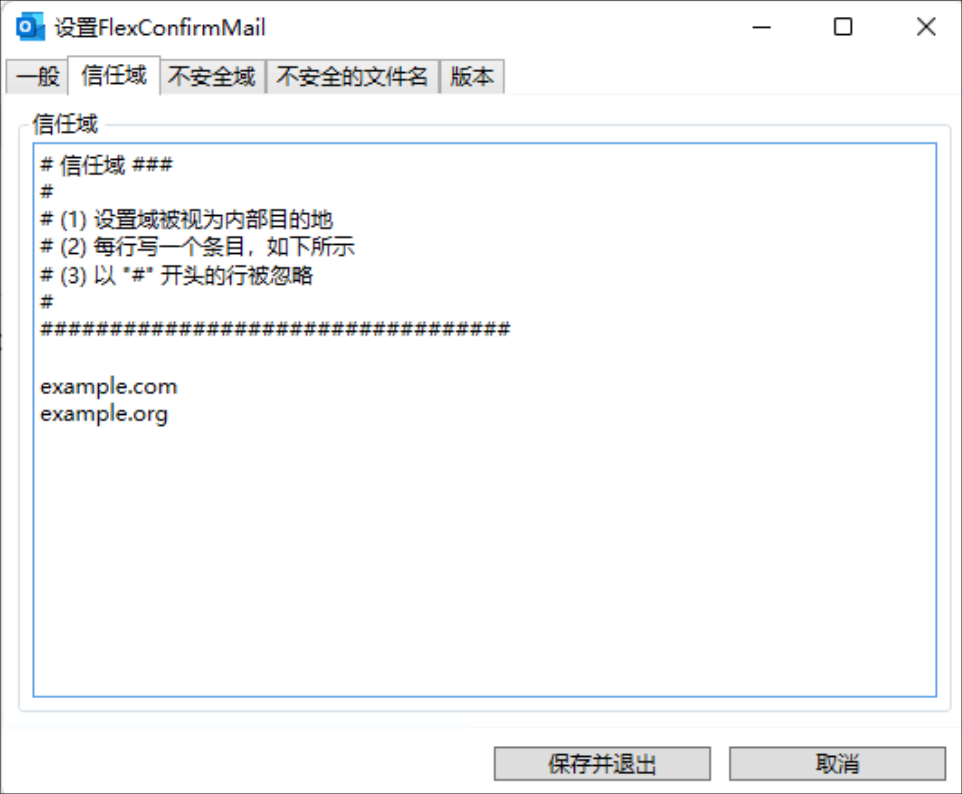 设置FlexConfirmMail
一般 信任域 不安全域 不安全的文件名 版本
信任域
# 信任域 ###
#
# (1) 设置域被视为内部目的地
# (2) 每行写一个条目，如下所示
# (3) 以 "#" 开头的行被忽略
#
##################################
example.com
example.org
保存并退出 取消